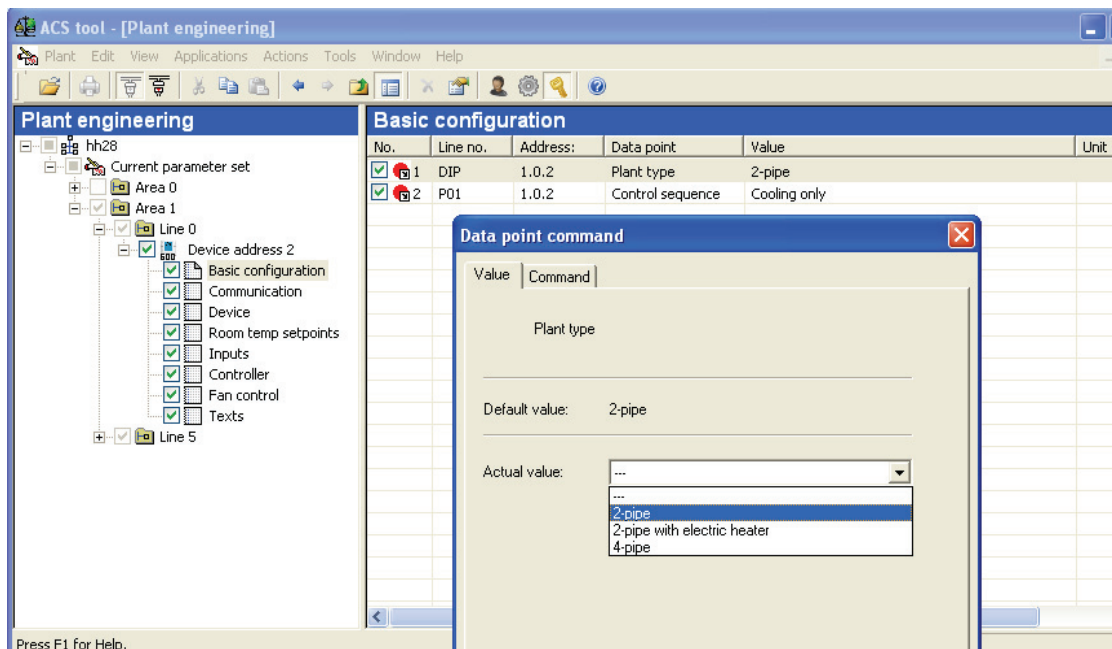 ACS tool - [Plant engineering]
Plant Edit View Applications Actions Tools Window Help
Plant engineering
hh28
Current parameter set
Area 0
Area 1
Line 0
600
Device address 2
Basic configuration
Communication
Device
Room temp setpoints
Inputs
Controller
Fan control
Texts
Line 5
Basic configuration
No. Line no. Address: Data point Value Unit
1 DIP 1.0.2 Plant type 2-pipe
2 P01 1.0.2 Control sequence Cooling only
Data point command
Value Command
Plant type
Default value: 2-pipe
Actual value: ---
---
2-pipe
2-pipe with electric heater
4-pipe
Press F1 for Help.